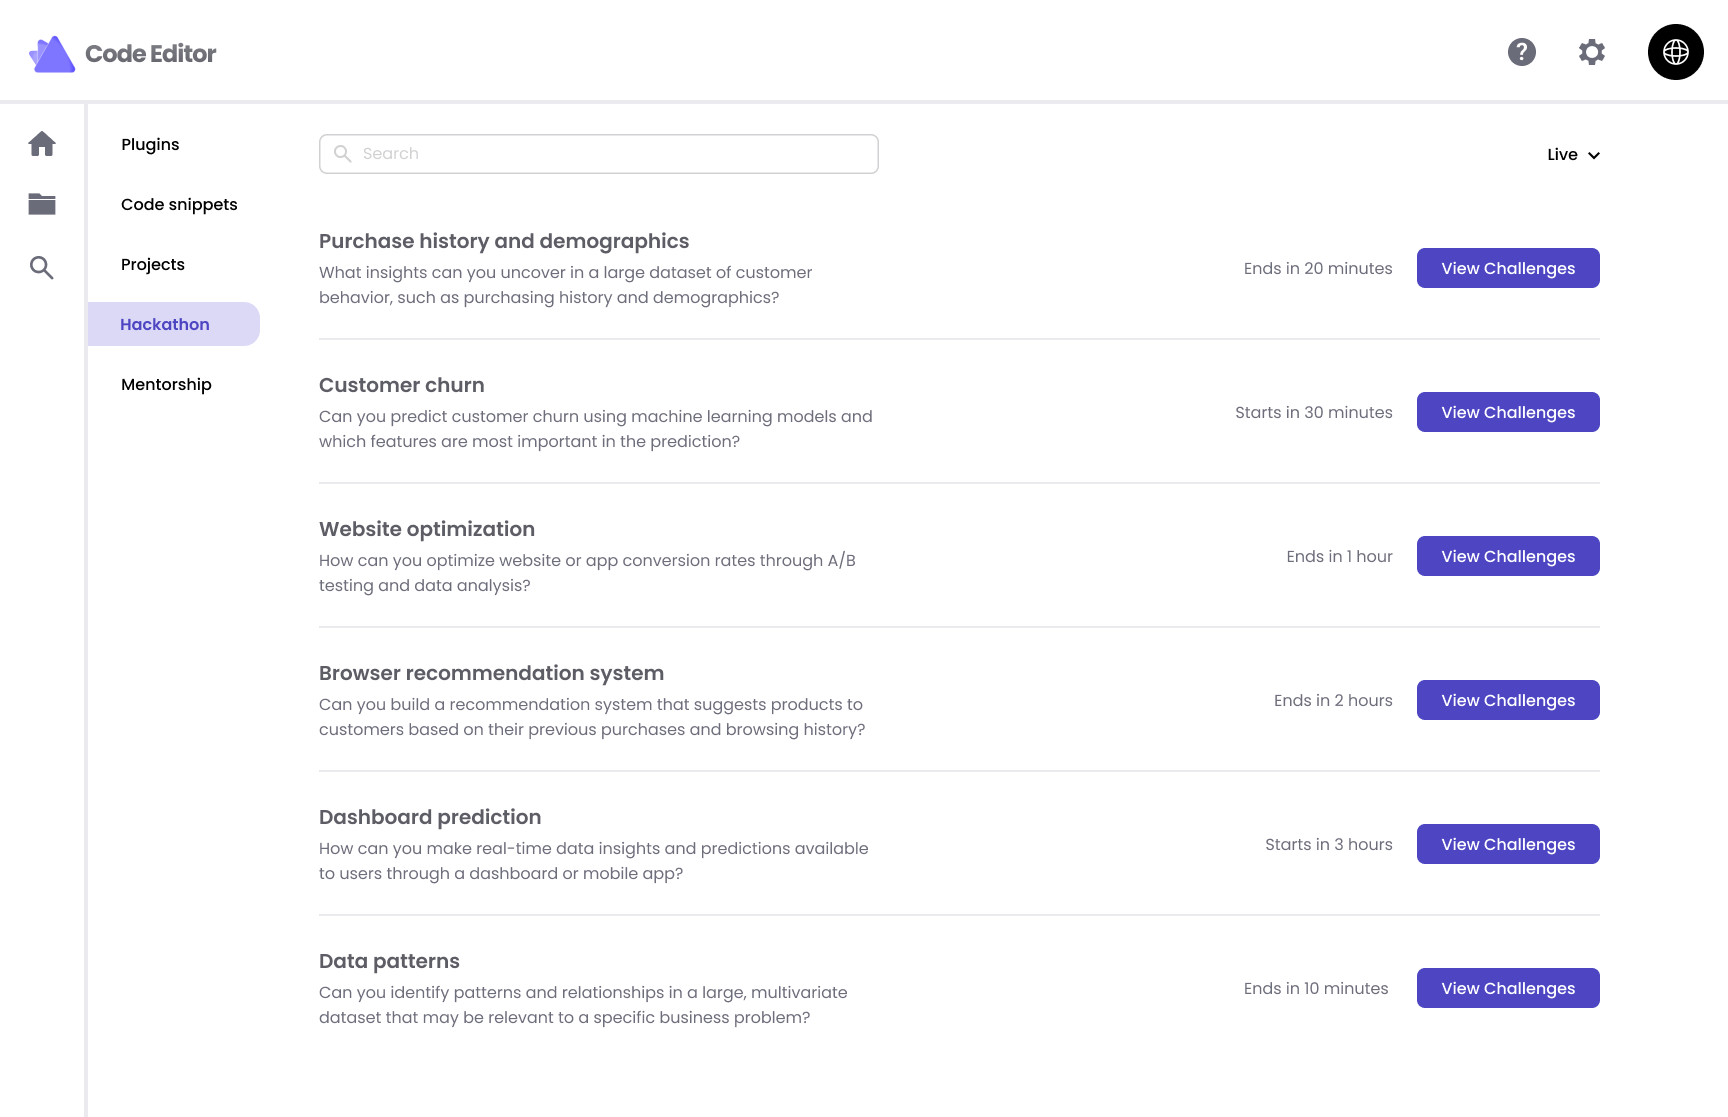 Code Editor
Plugins
Code snippets
Projects
Hackathon
Mentorship
Search
Live
Purchase history and demographics
What insights can you uncover in a large dataset of customer
behavior, such as purchasing history and demographics?
Ends in 20 minutes
View Challenges
Customer churn
Can you predict customer churn using machine learning models and
which features are most important in the prediction?
Starts in 30 minutes
View Challenges
Website optimization
How can you optimize website or app conversion rates through A/B
testing and data analysis?
Ends in 1 hour
View Challenges
Browser recommendation system
Can you build a recommendation system that suggests products to
customers based on their previous purchases and browsing history?
Ends in 2 hours
View Challenges
Dashboard prediction
How can you make real-time data insights and predictions available
to users through a dashboard or mobile app?
Starts in 3 hours
View Challenges
Data patterns
Can you identify patterns and relationships in a large, multivariate
dataset that may be relevant to a specific business problem?
Ends in 10 minutes
View Challenges